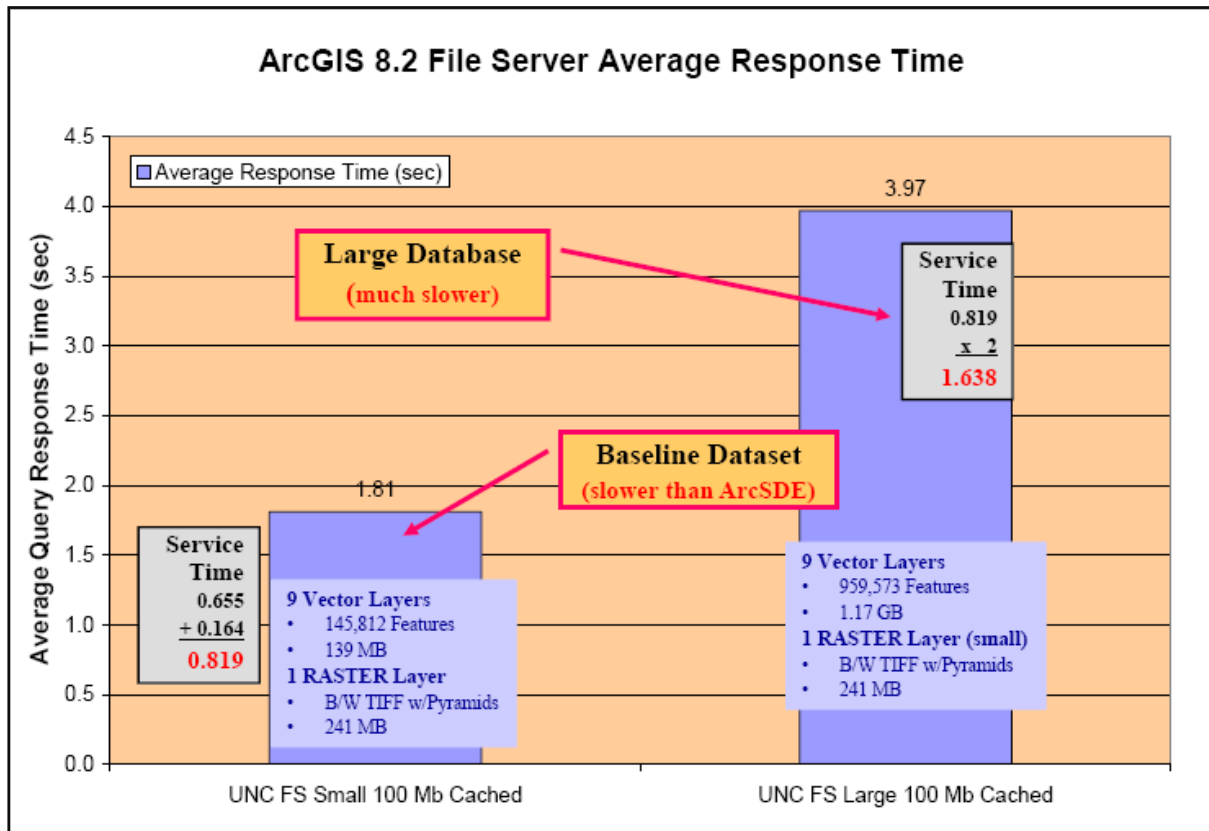 ArcGIS 8.2 File Server Average Response Time
Average Query Response Time (sec)
4.5
4.0
3.5
3.0
2.5
2.0
1.5
1.0
0.5
0.0
Average Response Time (sec)
3.97
Large Database
(much slower)
Service
Time
0.819
x 2
1.638
Baseline Dataset
(slower than ArcSDE)
1.81
Service
Time
0.655
+ 0.164
0.819
9 Vector Layers
• 145,812 Features
• 139 MB
1 RASTER Layer
• B/W TIFF w/Pyramids
• 241 MB
9 Vector Layers
• 959,573 Features
• 1.17 GB
1 RASTER Layer (small)
• B/W TIFF w/Pyramids
• 241 MB
UNC FS Small 100 Mb Cached
UNC FS Large 100 Mb Cached